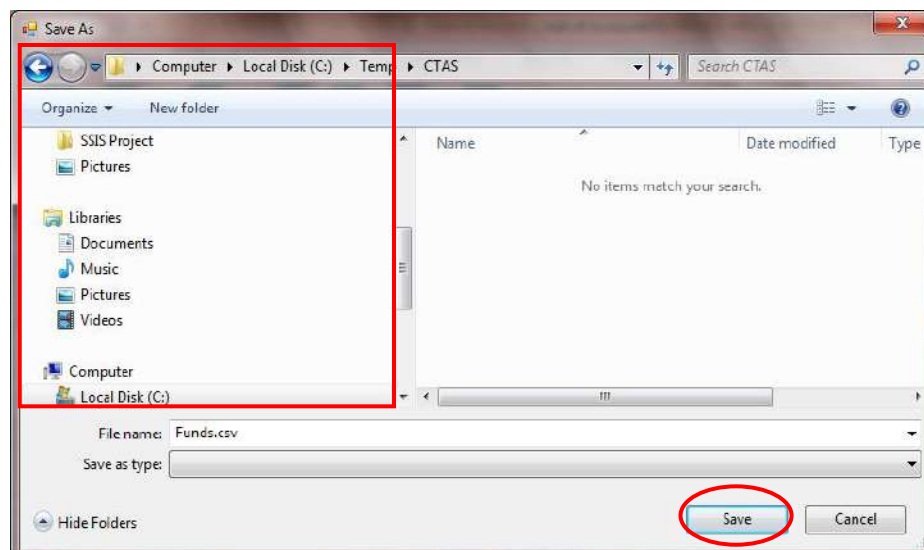 Save As
Computer Local Disk (C:) Temp CTAS
Search CTAS
Organize New folder
SSIS Project
Pictures
Libraries
Documents
Music
Pictures
Videos
Computer
Local Disk (C:)
Name Date modified Type
No items match your search.
File name: Funds.csv
Save as type:
Hide Folders
Save Cancel